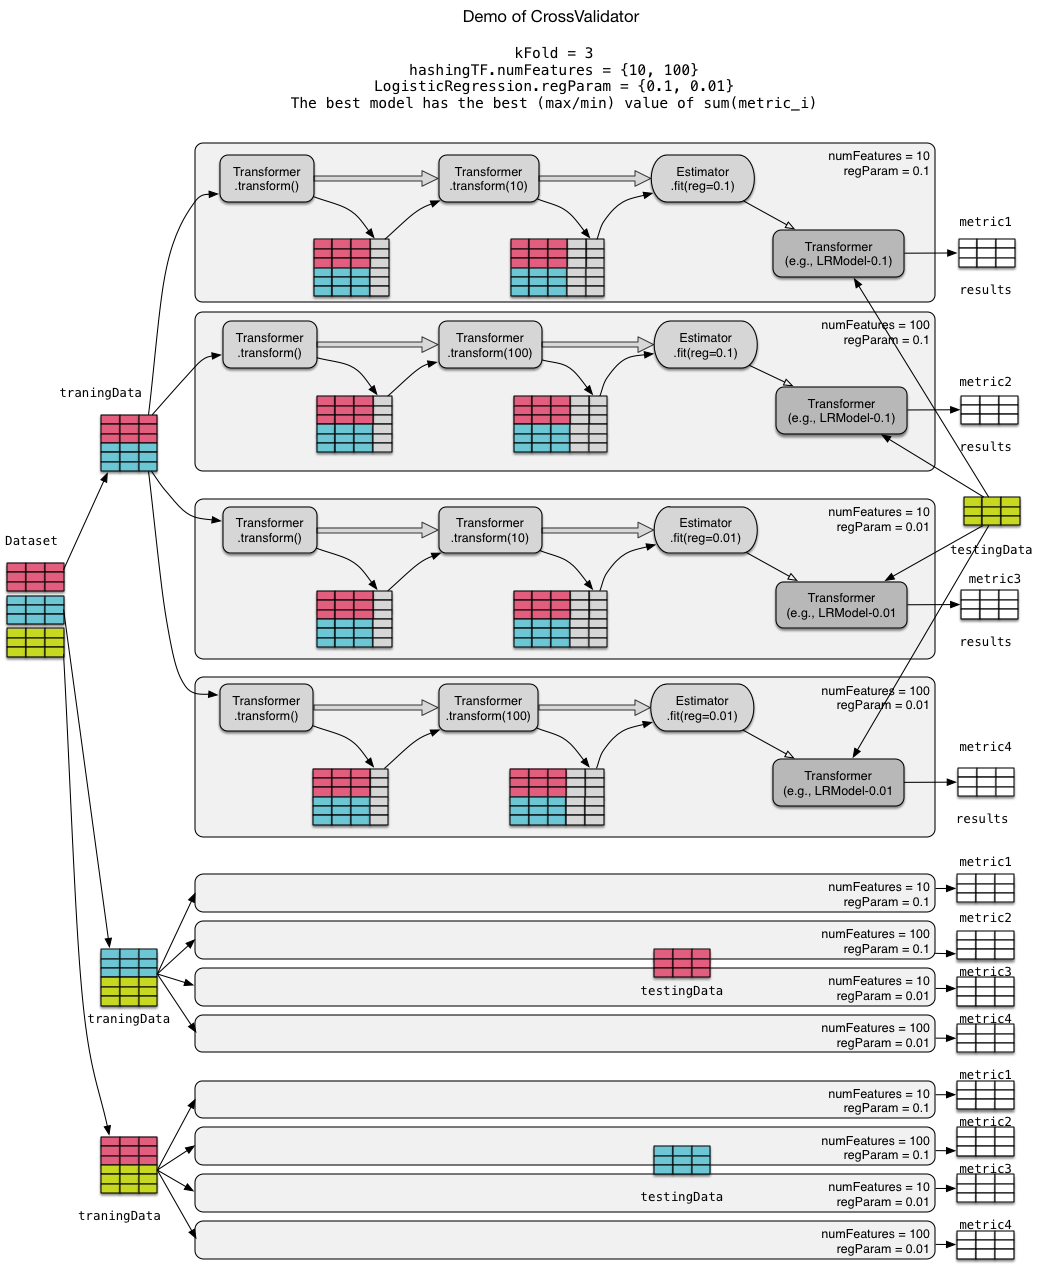 Demo of CrossValidator
kFold = 3
hashingTF.numFeatures = {10, 100}
LogisticRegression.regParam = {0.1, 0.01}
The best model has the best (max/min) value of sum(metric_i)
Transformer
.transform()
Transformer
.transform(10)
Estimator
.fit(reg=0.1)
numFeatures = 10
regParam = 0.1
Transformer
(e.g., LRModel-0.1)
metric1
results
Transformer
.transform()
Transformer
.transform(100)
Estimator
.fit(reg=0.1)
numFeatures = 100
regParam = 0.1
Transformer
(e.g., LRModel-0.1)
metric2
results
traningData
Dataset
Transformer
.transform()
Transformer
.transform(10)
Estimator
.fit(reg=0.01)
numFeatures = 10
regParam = 0.01
testingData
Transformer
(e.g., LRModel-0.01
metric3
results
Transformer
.transform()
Transformer
.transform(100)
Estimator
.fit(reg=0.01)
numFeatures = 100
regParam = 0.01
Transformer
(e.g., LRModel-0.01
metric4
results
numFeatures = 10
regParam = 0.1
metric1
numFeatures = 100
regParam = 0.1
metric2
testingData
numFeatures = 10
regParam = 0.01
metric3
traningData
numFeatures = 100
regParam = 0.01
metric4
numFeatures = 10
regParam = 0.1
metric1
numFeatures = 100
regParam = 0.1
metric2
testingData
numFeatures = 10
regParam = 0.01
metric3
traningData
numFeatures = 100
regParam = 0.01
metric4